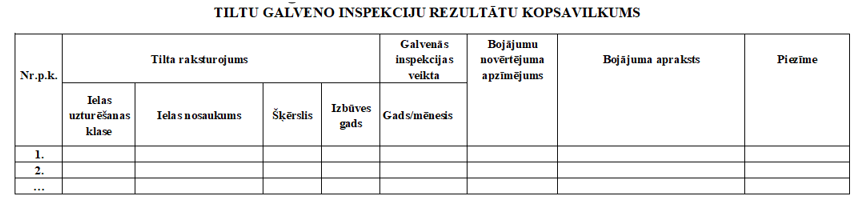 TILTU GALVENO INSPEKCIJU REZULTĀTU KOPSAVILKUMS
Nr.p.k.
Tilta raksturojums
Galvenās
inspekcijas
veikta
Bojājumu
novērtējuma
apzīmējums
Bojājuma apraksts
Piezīme
Ielas
uzturēšanas
klase
Ielas nosaukums
Šķērslis
Izbūves
gads
Gads/mēnesis
1.
2.
...